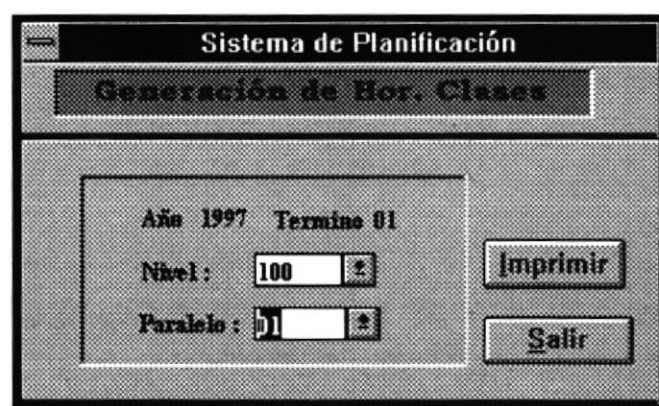 Sistema de Planificación
Generación de Hor. Clases
Año 1997 Termino 01
Nivel: 100
Imprimir
Paralelo: 01
Salir